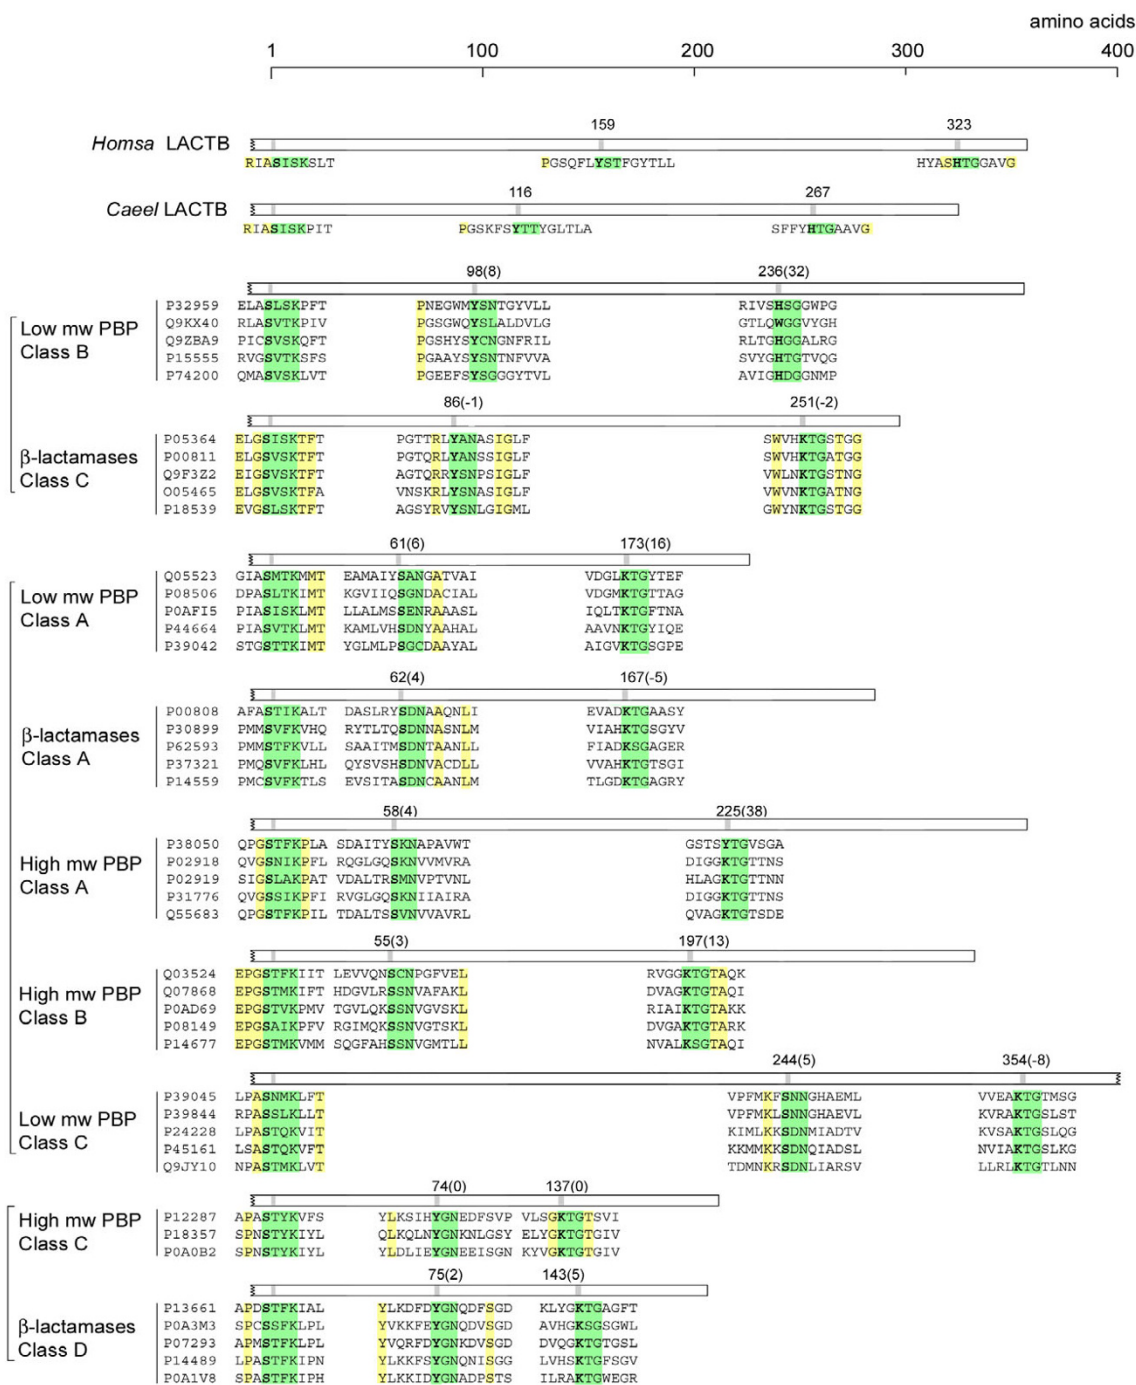 amino acids
1 100 200 300 400
159 323
Homsa LACTB
RIASISKSLT PGSQFLYSTFGYTLL HYASHTGGAVG
116 267
Caeel LACTB
RIASISKPIT PGSKFSYTTYGLTLA SFFYHTGAAVG
98(8) 236(32)
Low mw PBP
Class B
P32959 ELASLSKPFT PNEGWMYSNTGYVLL RIVSHSGGWPG
Q9KX40 RLASVTKPIV PGSGWQYSLALDVLG GTLQWGGVYGH
Q9ZBA9 PICSVSKQFT PGSHYSYCNGNFRIL RLTGHGGALRG
P15555 RVGSVTKSFS PGAAYSYSNTNFVVA SVYGHTGTVQG
P74200 QMASVSKLVT PGEEFSYSGGGYTVL AVIGHDGGNMP
86(-1) 251(-2)
β-lactamases
Class C
P05364 ELGSISKTFT PGTTRLYANASIGLF SWVHKTGSTGG
P00811 ELGSVSKTFT PGTQRLYANSSIGLF SWVHKTGATGG
Q9F3Z2 EIGSVSKTFT AGTQRRYSNPSIGLF VWLNKTGSTNG
O05465 ELGSVSKTFA VNSKRLYSNASIGLF VWVNKTGATNG
P18539 EVGSLSKTFT AGSYRVYSNLGIGML GWYNKTGSTGG
61(6) 173(16)
Low mw PBP
Class A
Q05523 GIASMTKMMT EAMAIYSANGATVAI VDGLKTGYTEF
P08506 DPASLTKIMT KGVIIQSGNDACIAL VDGMKTGTTAG
P0AFI5 PIASISKLMT LLALMSSENRAAASL IQLTKTGFTNA
P44664 PIASVTKLMT KAMLVHSDNYAAHAL AAVNKTGYIQE
P39042 STGSTTKIMT YGLMLPSGCDAAYAL AIGVKTGSGPE
62(4) 167(-5)
β-lactamases
Class A
P00808 AFASTIKALT DASLRYSDNAAQNLI EVADKTGAASY
P30899 PMMSVFKVHQ RYTLTQSDNNASNLM VIAHKTGSGYV
P62593 PMMSTFKVLL SAAITMSDNTAANLL FIADKSGAGER
P37321 PMQSVFKLHL QYSVSHSDNVACDLL VVAHKTGTSGI
P14559 PMCSVFKTLS EVSITASDNCAANLM TLGDKTGAGRY
58(4) 225(38)
High mw PBP
Class A
P38050 QPGSTFKPLA SDAITYSKNAPAVWT GSTSYTGVSGA
P02918 QVGSNIKPFL RQGLGQSKNVVMVRA DIGGKTGTTNS
P02919 SIGSLAKPAT VDALTRSMNVPTVNL HLAGKTGTTNN
P31776 QVGSSIKPFI RVGLGQSKNIIAIRA DIGGKTGTTNS
Q55683 QPGSTFKPIL TDALTSSVNVVAVRL QVAGKTGTSDE
55(3) 197(13)
High mw PBP
Class B
Q03524 EPGSTFKIIT LEVVQNSCNPGFVEL RVGGKTGTAQK
Q07868 EPGSTMKIFT HDGVLRSSNVAFAKL DVAGKTGTAQI
P0AD69 EPGSTVKPMV TGVLQKSSNVGVSKL RIAIKTGTAKK
P08149 EPGSAIKPFV RGIMQKSSNVGTSKL DVGAKTGTARK
P14677 EPGSTMKVMM SQGFAHSSNVGMTLL NVALKSGTAQI
244(5) 354(-8)
Low mw PBP
Class C
P39045 LPASNMKLFT VPFMKFSNNGHAEML VVEAKTGTMSG
P39844 RPASSLKLLT VPFMKLSNNGHAEVL KVRAKTGSLST
P24228 LPASTQKVIT KIMLKKSDNMIADTV KVSAKTGSLQG
P45161 LSASTQKVFT KKMMKKSDNQIADSL NVIAKTGSLKG
Q9JY10 NPASTMKLVT TDMNKRSDNLIARSV LLRLKTGTLNN
74(0) 137(0)
High mw PBP
Class C
P12287 APASTYKVFS YLKSIHYGNEDFSVP VLSGKTGTSVI
P18357 SPNSTYKIYL QLKQLNYGNKNLGSY ELYGKTGTGIV
P0A0B2 SPNSTYKIYL YLDLIEYGNEEISGN KYVGKTGTGIV
75(2) 143(5)
β-lactamases
Class D
P13661 APDSTFKIAL YLKDFDYGNQDFSGD KLYGKTGAGFT
P0A3M3 SPCSSFKLPL YVKKFEYGNQDVSGD AVHGKSGSGWL
P07293 APMSTFKLPL YVQRFDYGNKDVSGD DVQGKTGTGSL
P14489 LPASTFKIPN YLKKFSYGNQNISGG LVHSKTGFSGV
P0A1V8 SPASTFKIPH YLKKIDYGNADPSTS ILRAKTGWEGR